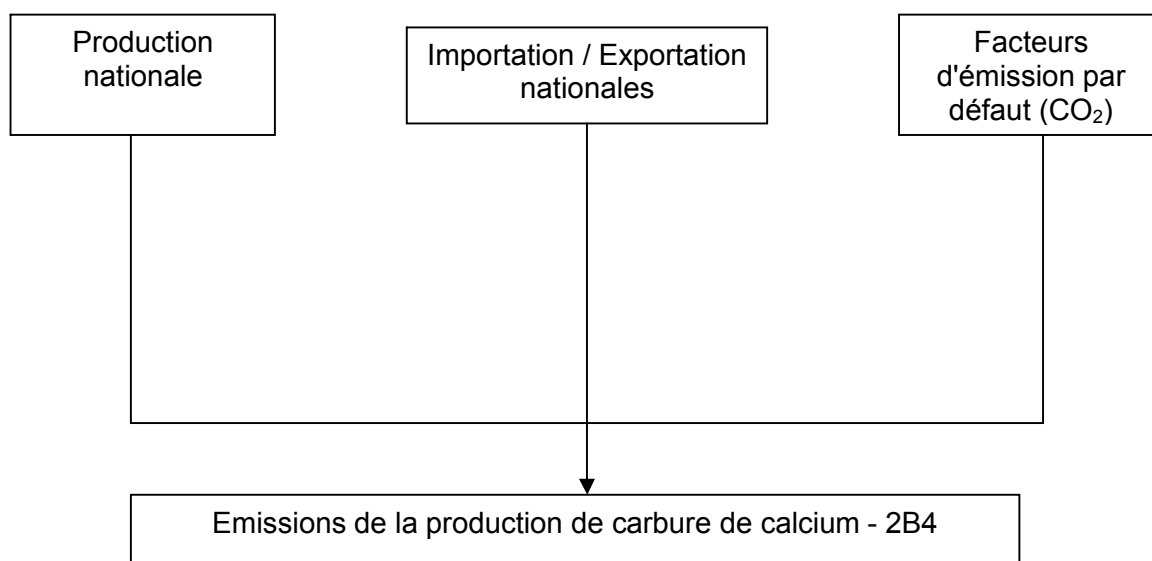 Production
nationale
Importation / Exportation
nationales
Facteurs
d'émission par
défaut (CO₂)
Emissions de la production de carbure de calcium - 2B4